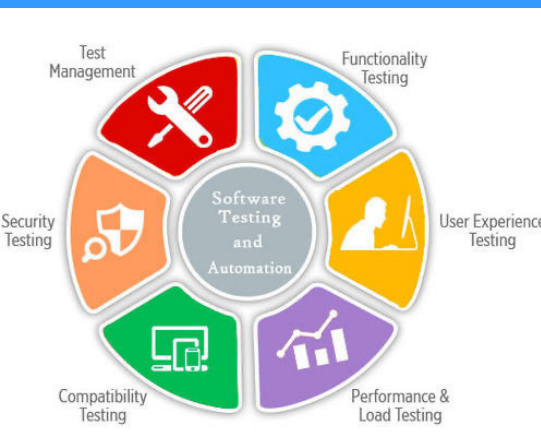 Test
Management
Functionality
Testing
Security
Testing
Software
Testing
and
Automation
User Experience
Testing
Compatibility
Testing
Performance &
Load Testing